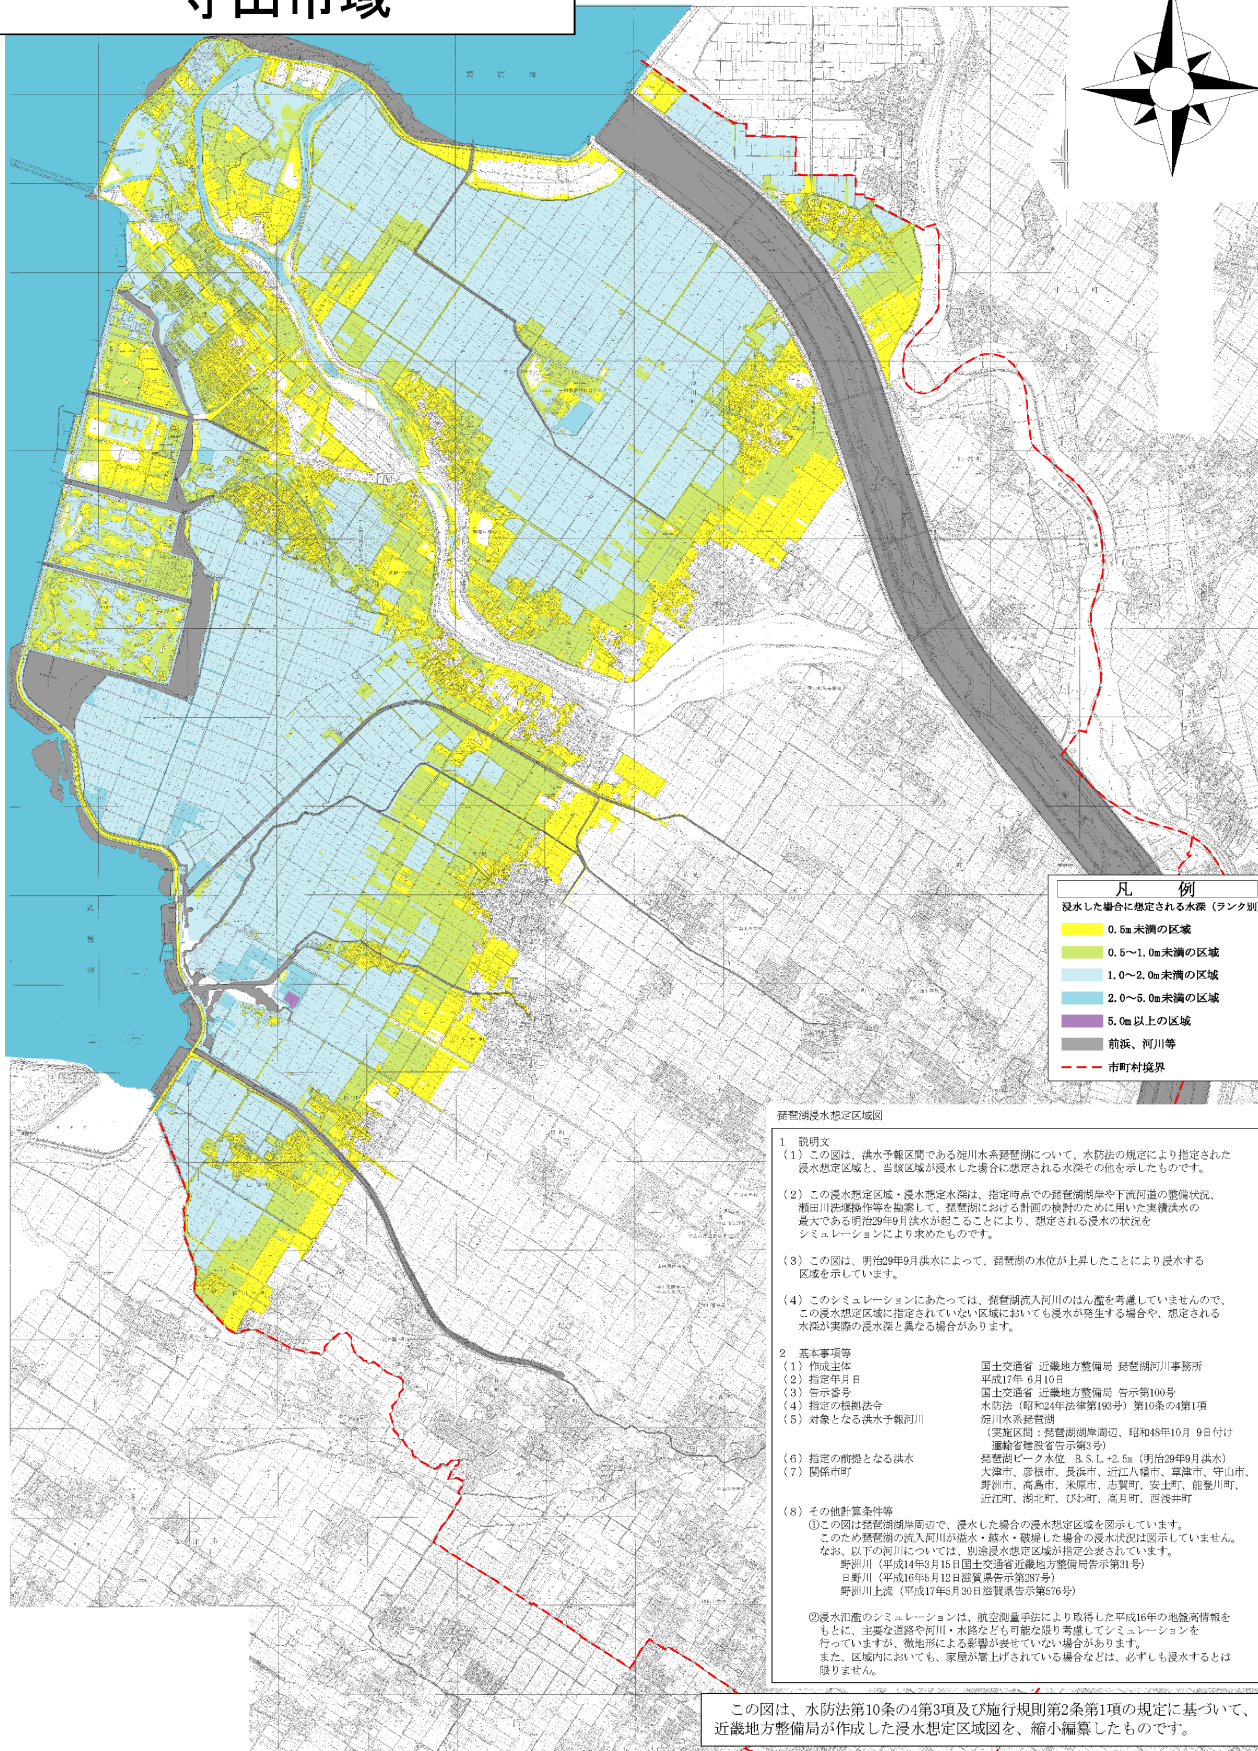 守山市域
凡　例
浸水した場合に想定される水深（ランク別
0.5m未満の区域
0.5～1.0m未満の区域
1.0～2.0m未満の区域
2.0～5.0m未満の区域
5.0m以上の区域
前浜、河川等
市町村境界
琵琶湖浸水想定区域図
1　説明文
（1）この図は、洪水予報区間である淀川水系琵琶湖について、水防法の規定により指定された
浸水想定区域と、当該区域が浸水した場合に想定される水深その他を示したものです。
（2）この浸水想定区域・浸水想定水深は、指定時点での琵琶湖湖岸や下流河道の整備状況、
瀬田川洗堰操作等を勘案して、琵琶湖における計画の検討のために用いた実績洪水の
最大である明治29年9月洪水が起こることにより、想定される浸水の状況を
シミュレーションにより求めたものです。
（3）この図は、明治29年9月洪水によって、琵琶湖の水位が上昇したことにより浸水する
区域を示しています。
（4）このシミュレーションにあたっては、琵琶湖流入河川のはん濫を考慮していませんので、
この浸水想定区域に指定されていない区域においても浸水が発生する場合や、想定される
水深が実際の浸水深と異なる場合があります。
2　基本事項等
（1）作成主体　国土交通省 近畿地方整備局 琵琶湖河川事務所
（2）指定年月日　平成17年 6月10日
（3）告示番号　国土交通省 近畿地方整備局 告示第100号
（4）指定の根拠法令　水防法（昭和24年法律第193号）第10条の4第1項
（5）対象となる洪水予報河川　淀川水系琵琶湖
（実施区間：琵琶湖湖岸周辺、昭和48年10月 9日付け
運輸省建設省告示第3号）
（6）指定の前提となる洪水　琵琶湖ピーク水位　B.S.L.+2.5m（明治29年9月洪水）
（7）関係市町　大津市、彦根市、長浜市、近江八幡市、草津市、守山市、
野洲市、高島市、米原市、志賀町、安土町、能登川町、
近江町、湖北町、びわ町、高月町、西浅井町
（8）その他計算条件等
①この図は琵琶湖湖岸周辺で、浸水した場合の浸水想定区域を図示しています。
このため琵琶湖の流入河川が溢水・越水・破堤した場合の浸水状況は図示していません。
なお、以下の河川については、別途浸水想定区域が指定公表されています。
野洲川（平成14年3月15日国土交通省近畿地方整備局告示第31号）
日野川（平成16年5月12日滋賀県告示第287号）
野洲川上流（平成17年5月30日滋賀県告示第576号）
②浸水氾濫のシミュレーションは、航空測量手法により取得した平成16年の地盤高情報を
もとに、主要な道路や河川・水路なども可能な限り考慮してシミュレーションを
行っていますが、微地形による影響が表せていない場合があります。
また、区域内においても、家屋が嵩上げされている場合などは、必ずしも浸水するとは
限りません。
この図は、水防法第10条の4第3項及び施行規則第2条第1項の規定に基づいて、
近畿地方整備局が作成した浸水想定区域図を、縮小編纂したものです。